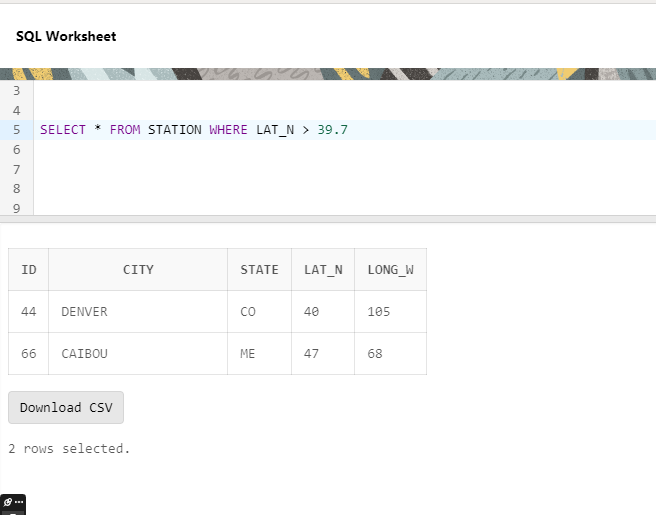 SQL Worksheet
3
4
5 SELECT * FROM STATION WHERE LAT_N > 39.7
6
7
8
9
ID CITY STATE LAT_N LONG_W
44 DENVER CO 40 105
66 CAIBOU ME 47 68
Download CSV
2 rows selected.